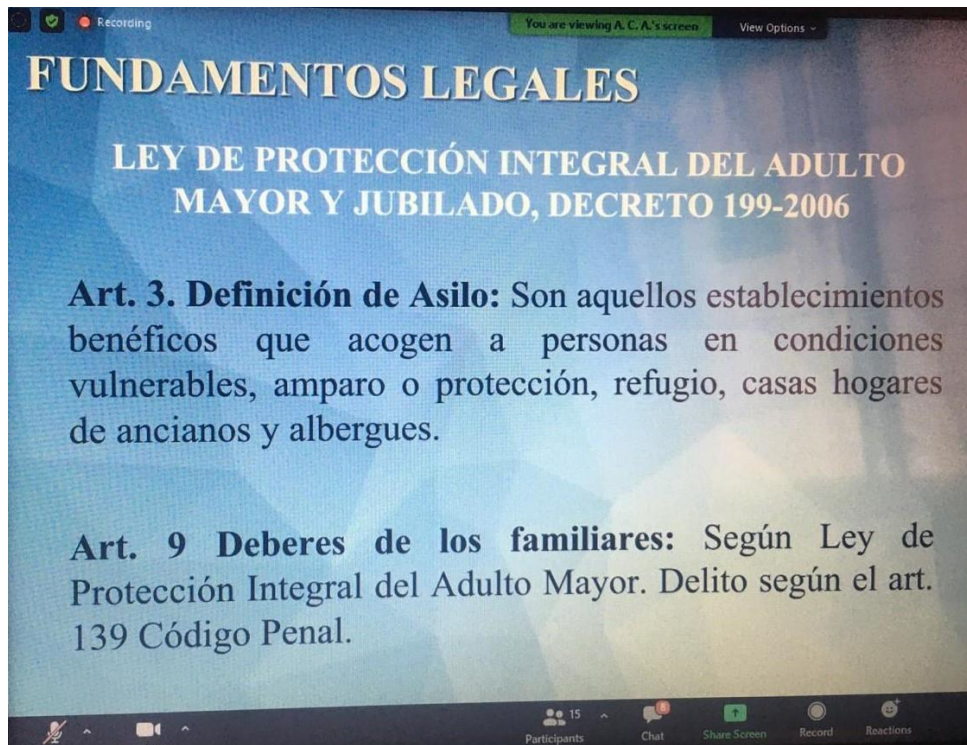 Recording
You are viewing A. C. A.'s screen
View Options
FUNDAMENTOS LEGALES
LEY DE PROTECCIÓN INTEGRAL DEL ADULTO
MAYOR Y JUBILADO, DECRETO 199-2006
Art. 3. Definición de Asilo: Son aquellos establecimientos
benéficos que acogen a personas en condiciones
vulnerables, amparo o protección, refugio, casas hogares
de ancianos y albergues.
Art. 9 Deberes de los familiares: Según Ley de
Protección Integral del Adulto Mayor. Delito según el art.
139 Código Penal.
15
Participants
8
Chat
Share Screen
Record
Reactions